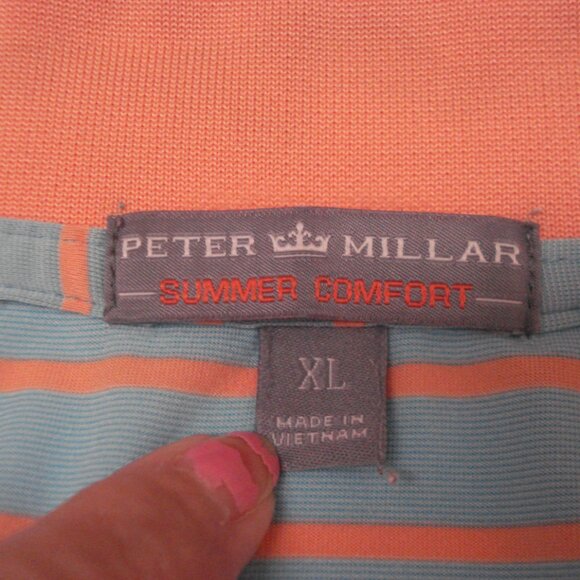 PETER MILLAR
SUMMER COMFORT
XL
MADE IN
VIETNAM